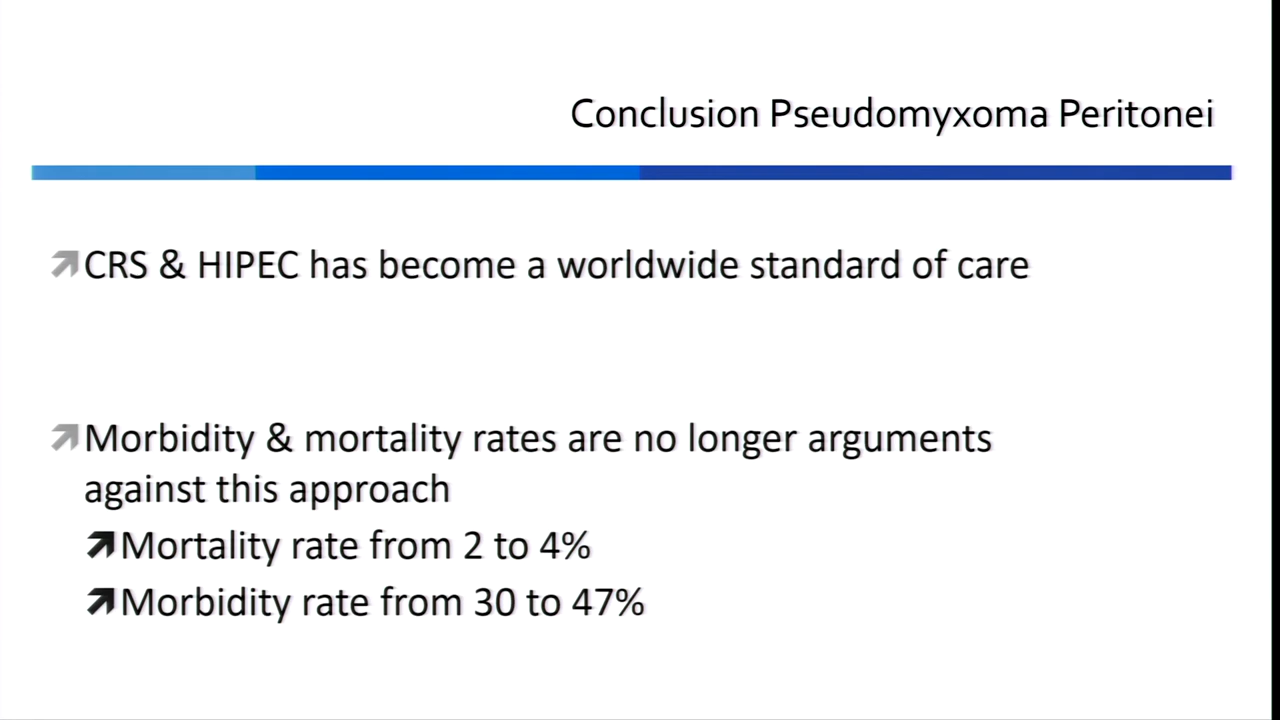 Conclusion Pseudomyxoma Peritonei
CRS & HIPEC has become a worldwide standard of care
Morbidity & mortality rates are no longer arguments
against this approach
Mortality rate from 2 to 4%
Morbidity rate from 30 to 47%